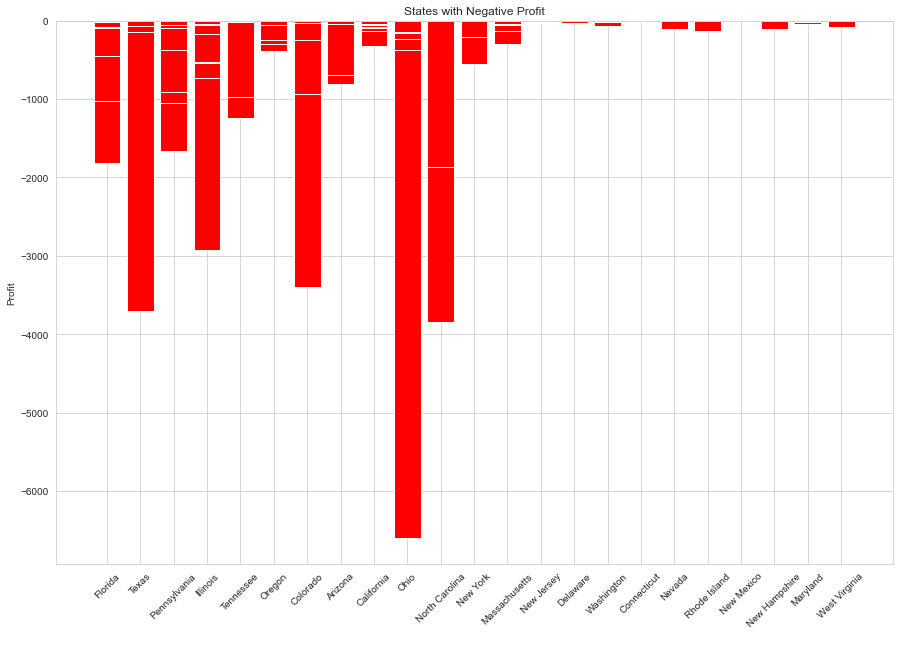 States with Negative Profit
0
−1000
−2000
−3000
−4000
−5000
−6000
Profit
Florida
Texas
Pennsylvania
Illinois
Tennessee
Oregon
Colorado
Arizona
California
Ohio
North Carolina
New York
Massachusetts
New Jersey
Delaware
Washington
Connecticut
Nevada
Rhode Island
New Mexico
New Hampshire
Maryland
West Virginia